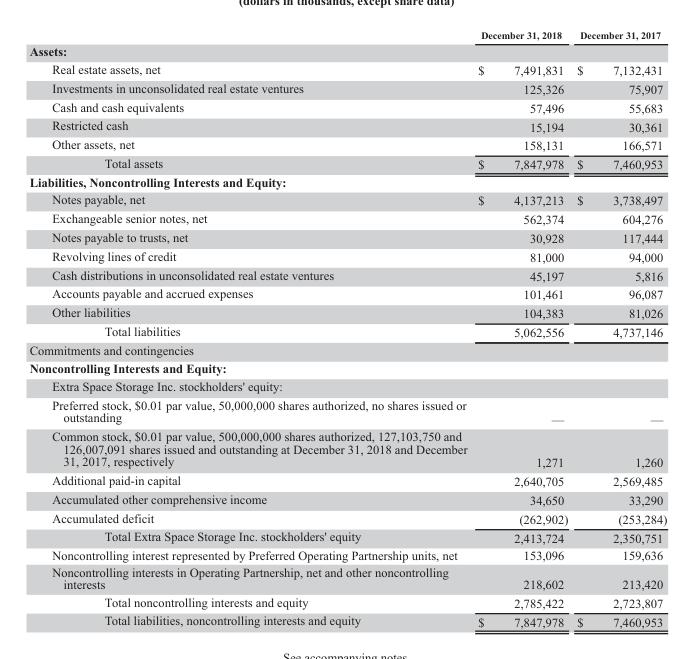 (dollars in thousands, except share data)
December 31, 2018 December 31, 2017
Assets:
Real estate assets, net $ 7,491,831 $ 7,132,431
Investments in unconsolidated real estate ventures 125,326 75,907
Cash and cash equivalents 57,496 55,683
Restricted cash 15,194 30,361
Other assets, net 158,131 166,571
Total assets $ 7,847,978 $ 7,460,953
Liabilities, Noncontrolling Interests and Equity:
Notes payable, net $ 4,137,213 $ 3,738,497
Exchangeable senior notes, net 562,374 604,276
Notes payable to trusts, net 30,928 117,444
Revolving lines of credit 81,000 94,000
Cash distributions in unconsolidated real estate ventures 45,197 5,816
Accounts payable and accrued expenses 101,461 96,087
Other liabilities 104,383 81,026
Total liabilities 5,062,556 4,737,146
Commitments and contingencies
Noncontrolling Interests and Equity:
Extra Space Storage Inc. stockholders' equity:
Preferred stock, $0.01 par value, 50,000,000 shares authorized, no shares issued or
outstanding — —
Common stock, $0.01 par value, 500,000,000 shares authorized, 127,103,750 and
126,007,091 shares issued and outstanding at December 31, 2018 and December
31, 2017, respectively 1,271 1,260
Additional paid-in capital 2,640,705 2,569,485
Accumulated other comprehensive income 34,650 33,290
Accumulated deficit (262,902) (253,284)
Total Extra Space Storage Inc. stockholders' equity 2,413,724 2,350,751
Noncontrolling interest represented by Preferred Operating Partnership units, net 153,096 159,636
Noncontrolling interests in Operating Partnership, net and other noncontrolling
interests 218,602 213,420
Total noncontrolling interests and equity 2,785,422 2,723,807
Total liabilities, noncontrolling interests and equity $ 7,847,978 $ 7,460,953
See accompanying notes